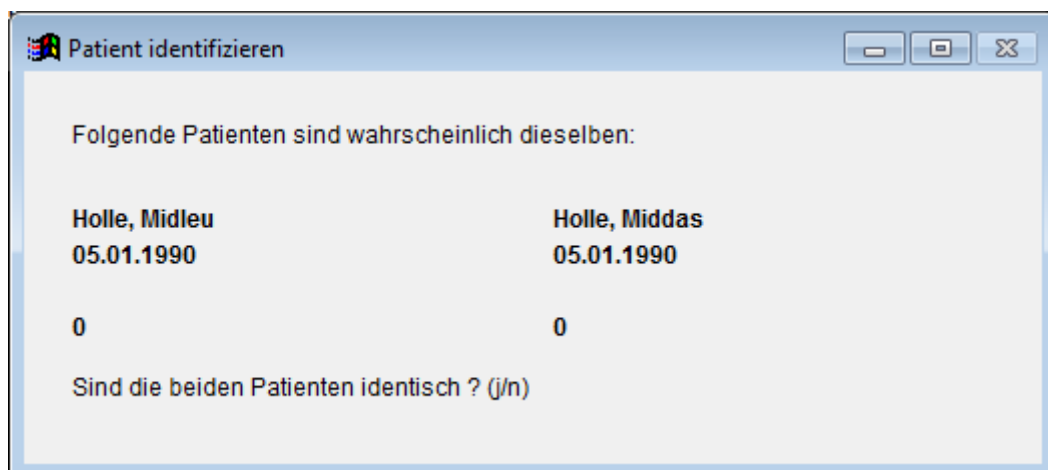 Patient identifizieren
Folgende Patienten sind wahrscheinlich dieselben:
Holle, Midleu Holle, Middas
05.01.1990 05.01.1990
0 0
Sind die beiden Patienten identisch ? (j/n)